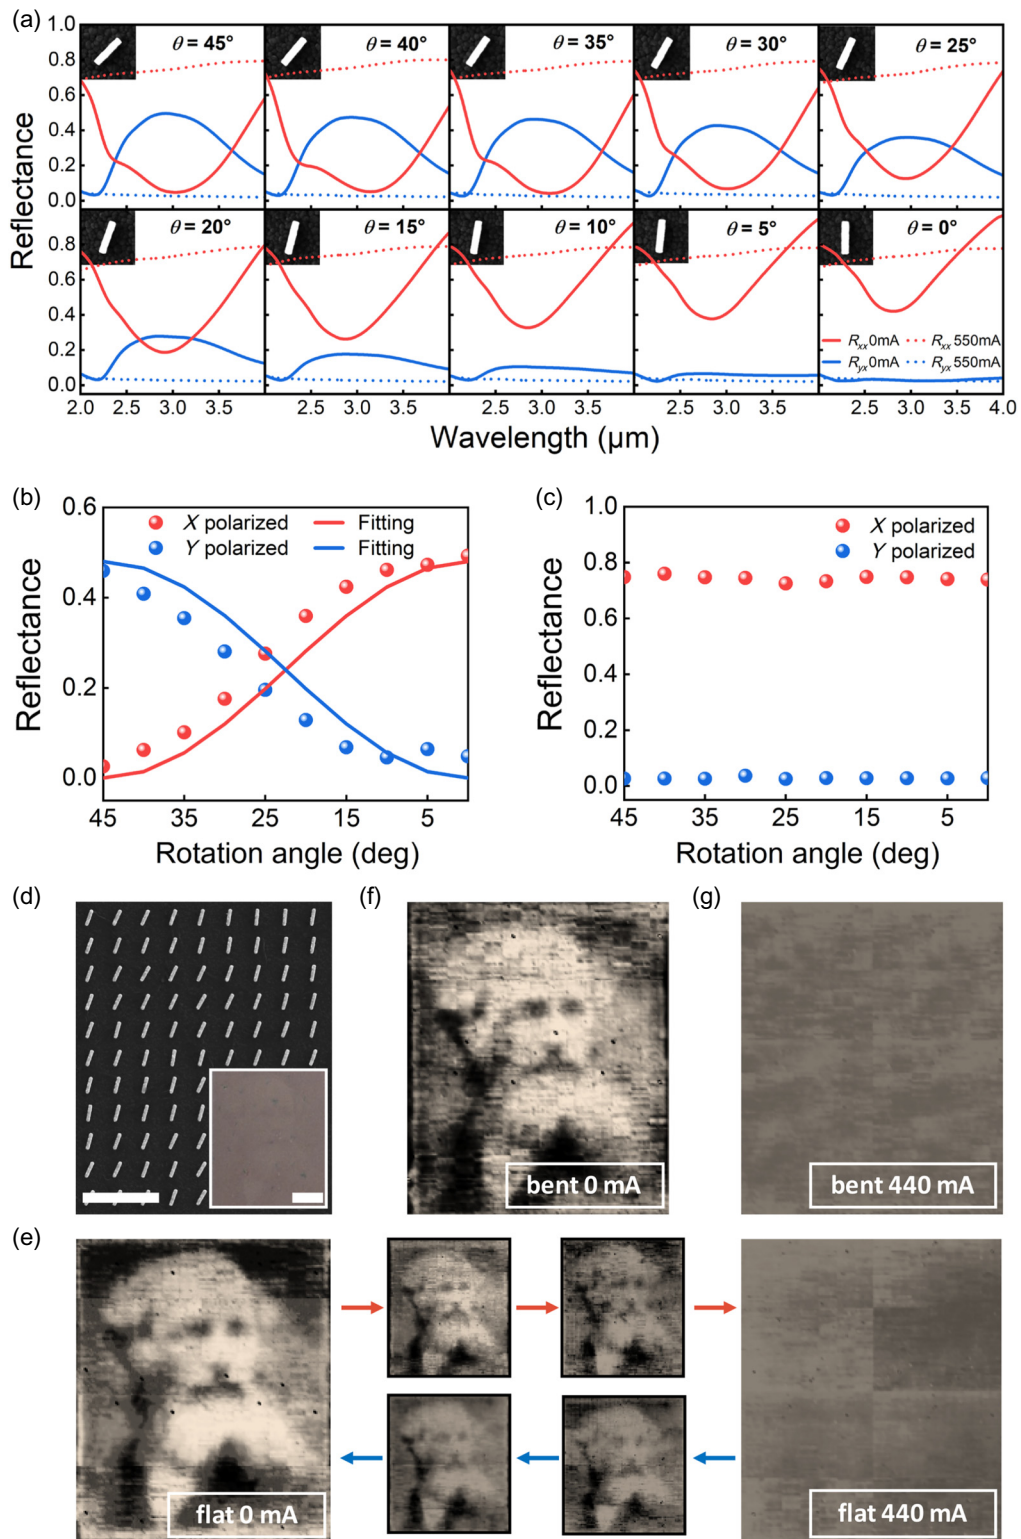 (a)
1.0
0.8
0.6
0.4
0.2
0.0
θ = 45°
θ = 40°
θ = 35°
θ = 30°
θ = 25°
0.8
0.6
0.4
0.2
0.0
θ = 20°
θ = 15°
θ = 10°
θ = 5°
θ = 0°
Rxx 0mA
Rxx 550mA
Ryx 0mA
Ryx 550mA
Reflectance
2.0 2.5 3.0 3.5 2.5 3.0 3.5 2.5 3.0 3.5 2.5 3.0 3.5 2.5 3.0 3.5 4.0
Wavelength (µm)
(b)
0.6
0.4
0.2
0.0
X polarized
Fitting
Y polarized
Fitting
Reflectance
45 35 25 15 5
Rotation angle (deg)
(c)
1.0
0.8
0.6
0.4
0.2
0.0
X polarized
Y polarized
Reflectance
45 35 25 15 5
Rotation angle (deg)
(d)
(f)
bent 0 mA
(g)
bent 440 mA
(e)
flat 0 mA
flat 440 mA